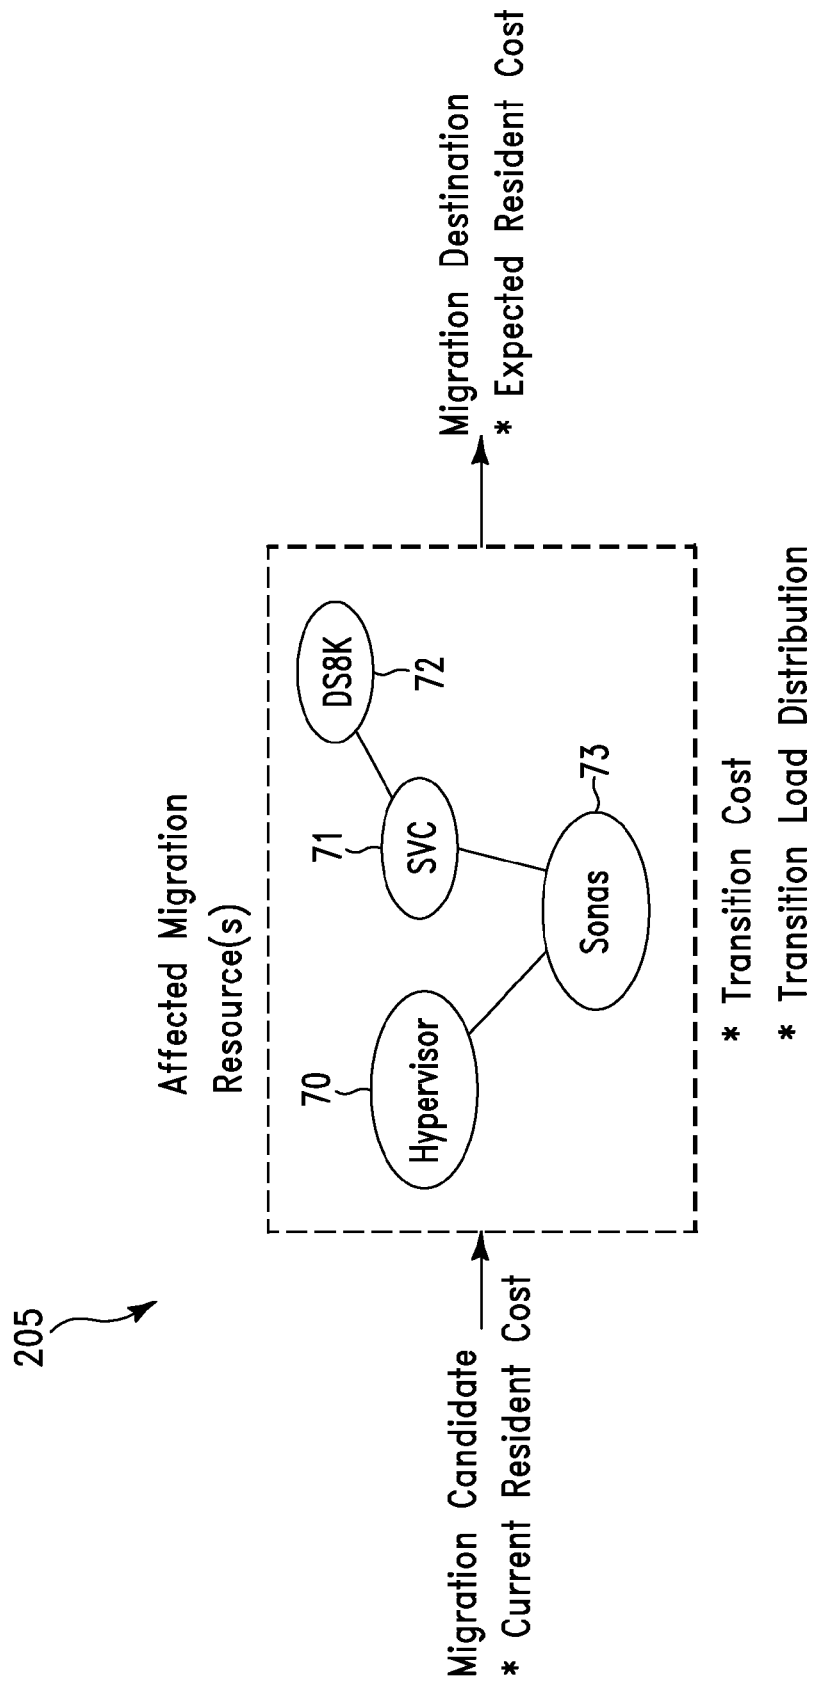 205
Affected Migration
Resource(s)
Migration Candidate
* Current Resident Cost
70
Hypervisor
71
SVC
DS8K
72
73
Sonas
Migration Destination
* Expected Resident Cost
* Transition Cost
* Transition Load Distribution